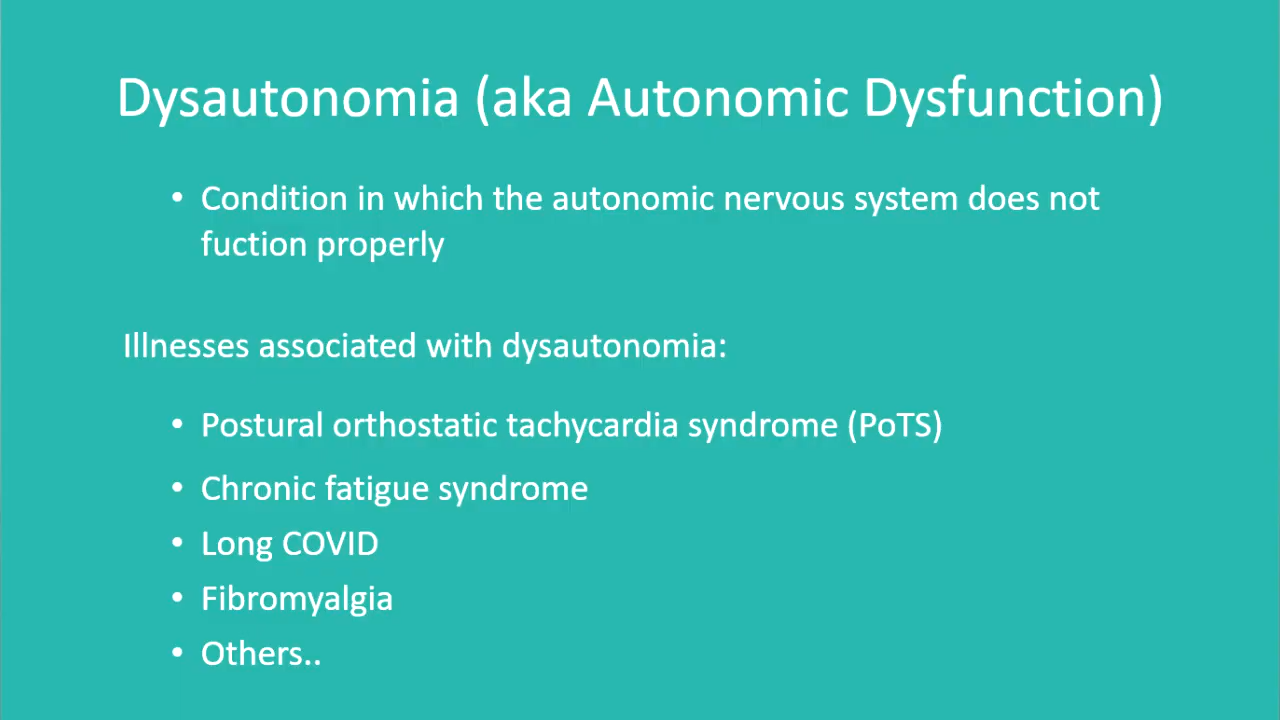 Dysautonomia (aka Autonomic Dysfunction)
• Condition in which the autonomic nervous system does not
fuction properly
Illnesses associated with dysautonomia:
• Postural orthostatic tachycardia syndrome (PoTS)
• Chronic fatigue syndrome
• Long COVID
• Fibromyalgia
• Others..